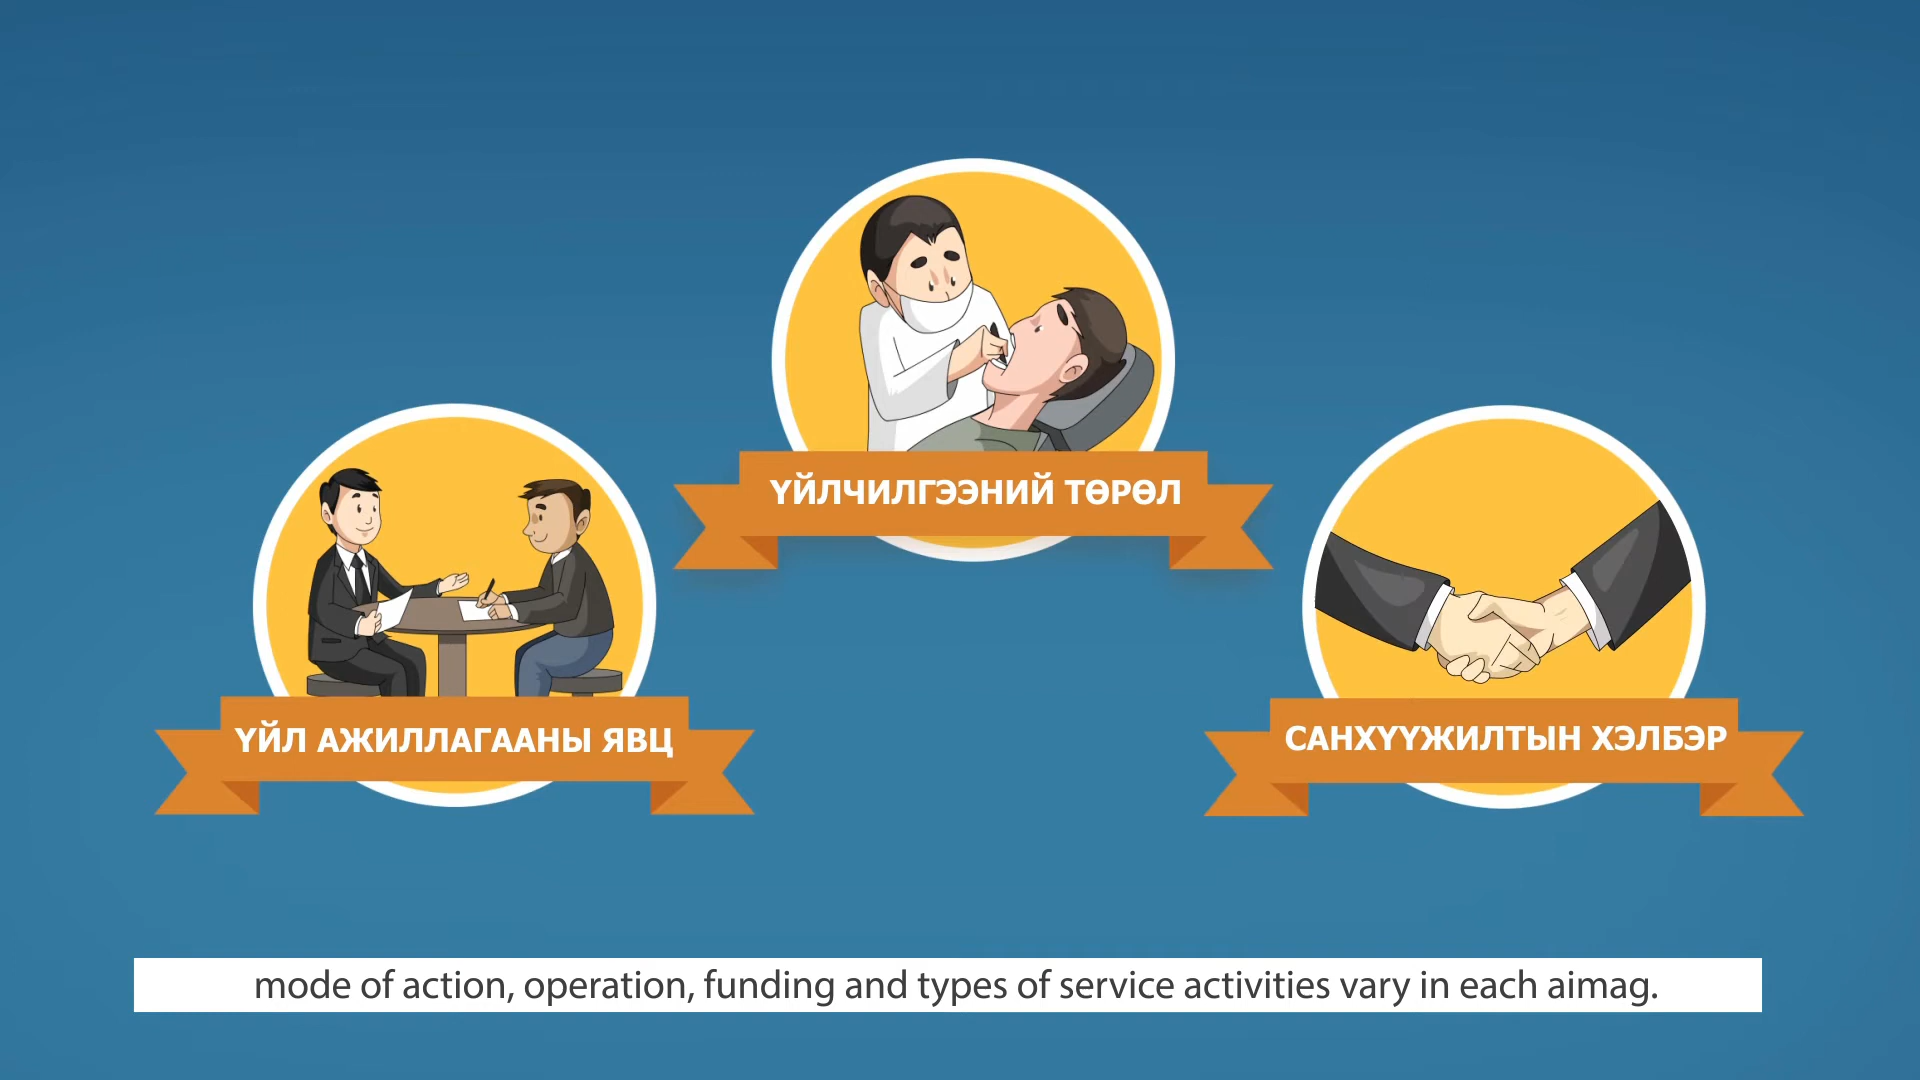 ҮЙЛЧИЛГЭЭНИЙ ТӨРӨЛ
ҮЙЛ АЖИЛЛАГААНЫ ЯВЦ
САНХҮҮЖИЛТЫН ХЭЛБЭР
mode of action, operation, funding and types of service activities vary in each aimag.